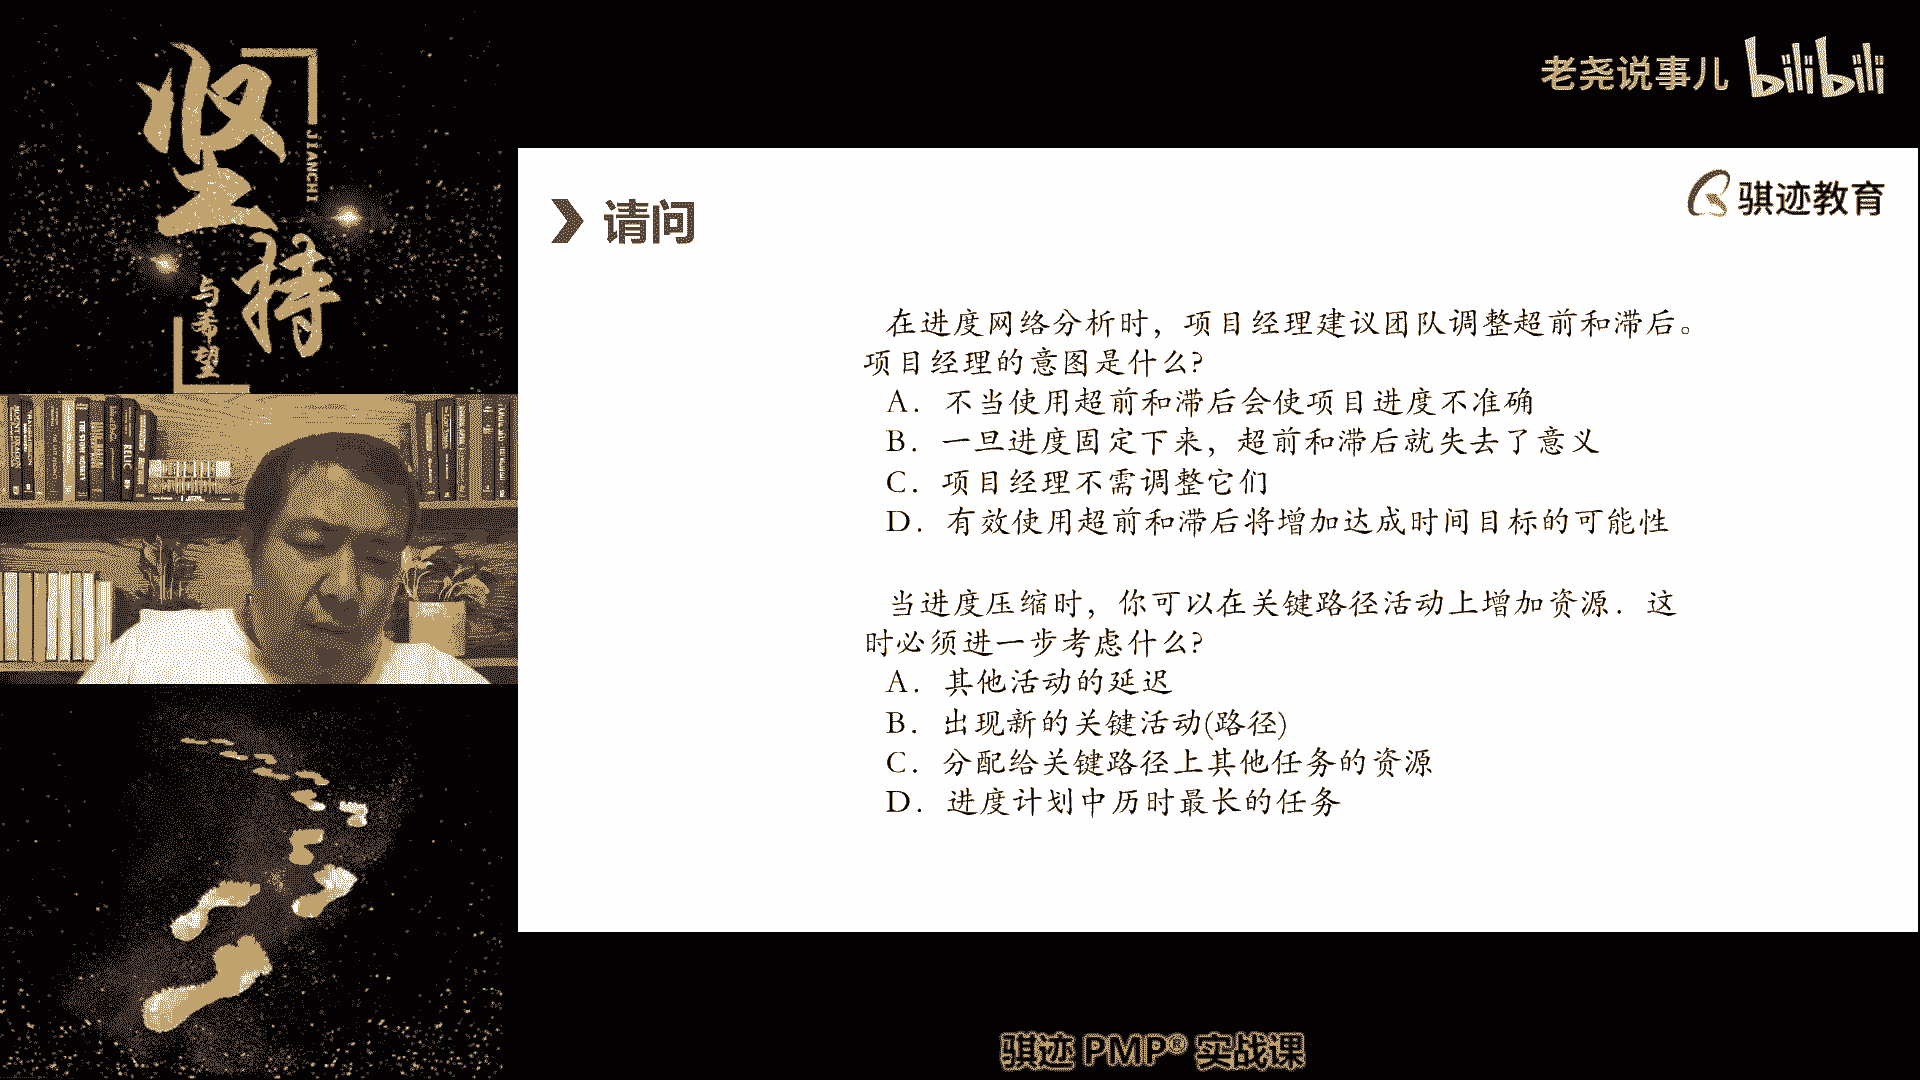 坚持
JIANCHI
与希望
老尧说事儿 bilibili
骐迹教育
请问
在进度网络分析时，项目经理建议团队调整超前和滞后。
项目经理的意图是什么?
A. 不当使用超前和滞后会使项目进度不准确
B. 一旦进度固定下来，超前和滞后就失去了意义
C. 项目经理不需调整它们
D. 有效使用超前和滞后将增加达成时间目标的可能性
当进度压缩时，你可以在关键路径活动上增加资源. 这
时必须进一步考虑什么?
A. 其他活动的延迟
B. 出现新的关键活动(路径)
C. 分配给关键路径上其他任务的资源
D. 进度计划中历时最长的任务
骐迹 PMP® 实战课